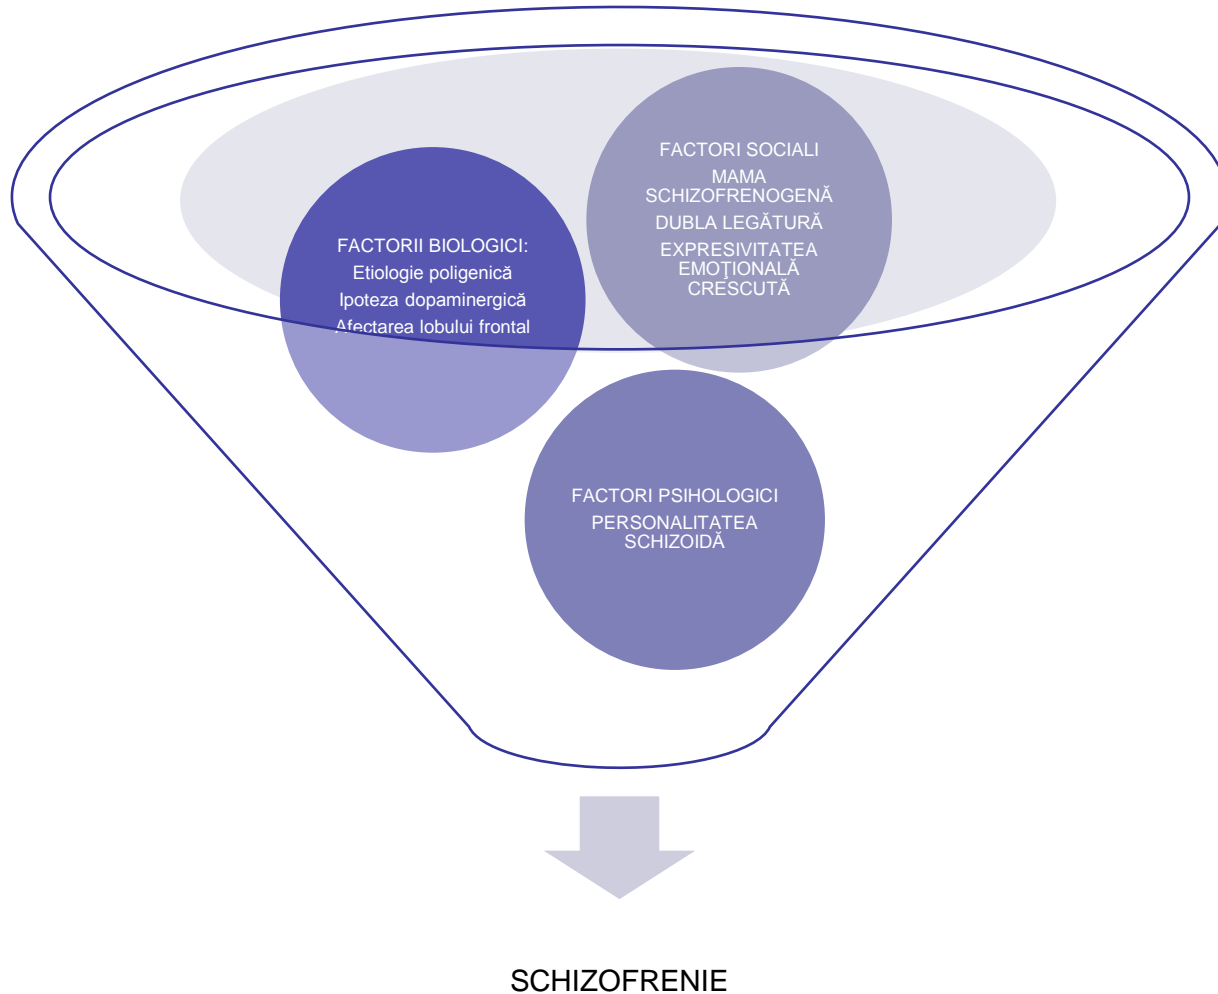 FACTORI SOCIALI
MAMA
SCHIZOFRENOGENĂ
DUBLA LEGĂTURĂ
EXPRESIVITATEA
EMOŢIONALĂ
CRESCUTĂ
FACTORII BIOLOGICI:
Etiologie poligenică
Ipoteza dopaminergică
Afectarea lobului frontal
FACTORI PSIHOLOGICI
PERSONALITATEA
SCHIZOIDĂ
SCHIZOFRENIE